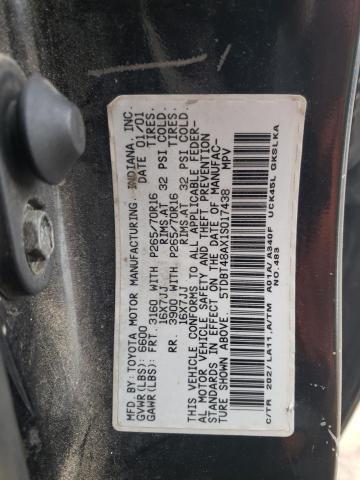 MFD. BY TOYOTA MOTOR MANUFACTURING, INDIANA, INC.
GVWR(LBS): 6600 DATE 01/01
GAWR(LBS): FRT. 3160 WITH P265/70R16 TIRES.
16X7JJ RIMS.AT 32 PSI COLD.
RR. 3900 WITH P265/70R16 TIRES.
16X7JJ RIMS.AT 32 PSI COLD.
THIS VEHICLE CONFORMS TO ALL APPLICABLE FEDER-
AL MOTOR VEHICLE SAFETY AND THEFT PREVENTION
STANDARDS IN EFFECT ON THE DATE OF MANUFAC-
TURE SHOWN ABOVE. 5TDBT48AX1S017438 MPV
C/TR 202/LA11.A/TM A01A/A340F UCK45L GKSLKA
NO.483